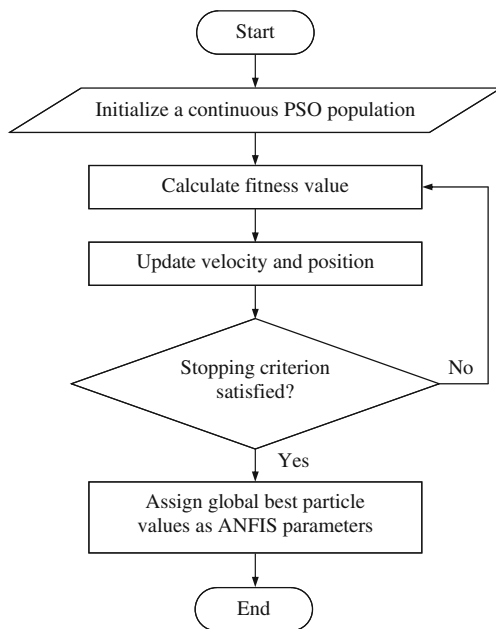 Start
Initialize a continuous PSO population
Calculate fitness value
Update velocity and position
Stopping criterion
satisfied?
No
Yes
Assign global best particle
values as ANFIS parameters
End